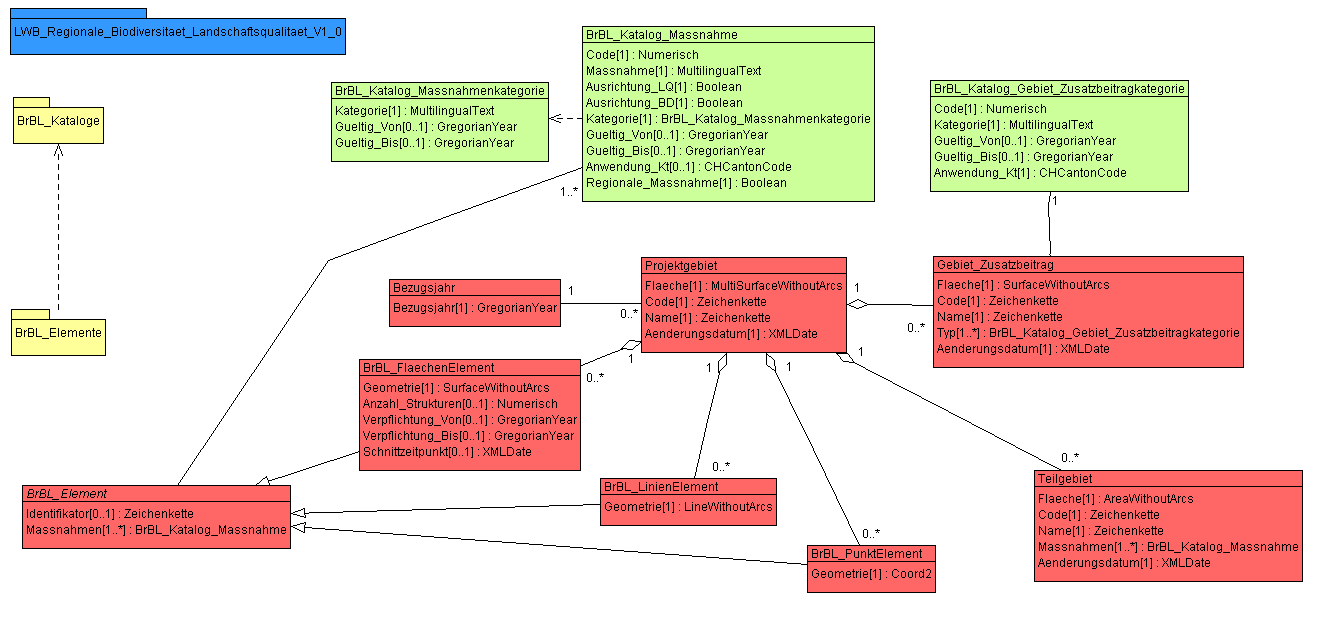 LWB_Regionale_Biodiversitaet_Landschaftsqualitaet_V1_0
BrBL_Kataloge
BrBL_Elemente
BrBL_Katalog_Massnahmenkategorie
Kategorie[1] : MultilingualText
Gueltig_Von[0..1] : GregorianYear
Gueltig_Bis[0..1] : GregorianYear
BrBL_Katalog_Massnahme
Code[1] : Numerisch
Massnahme[1] : MultilingualText
Ausrichtung_LQ[1] : Boolean
Ausrichtung_BD[1] : Boolean
Kategorie[1] : BrBL_Katalog_Massnahmenkategorie
Gueltig_Von[0..1] : GregorianYear
Gueltig_Bis[0..1] : GregorianYear
Anwendung_Kt[0..1] : CHCantonCode
Regionale_Massnahme[1] : Boolean
1..*
BrBL_Katalog_Gebiet_Zusatzbeitragkategorie
Code[1] : Numerisch
Kategorie[1] : MultilingualText
Gueltig_Von[0..1] : GregorianYear
Gueltig_Bis[0..1] : GregorianYear
Anwendung_Kt[1] : CHCantonCode
1
Bezugsjahr
Bezugsjahr[1] : GregorianYear
1
0..*
Projektgebiet
Flaeche[1] : MultiSurfaceWithoutArcs
Code[1] : Zeichenkette
Name[1] : Zeichenkette
Aenderungsdatum[1] : XMLDate
1
0..*
Gebiet_Zusatzbeitrag
Flaeche[1] : SurfaceWithoutArcs
Code[1] : Zeichenkette
Name[1] : Zeichenkette
Typ[1..*] : BrBL_Katalog_Gebiet_Zusatzbeitragkategorie
Aenderungsdatum[1] : XMLDate
BrBL_FlaechenElement
Geometrie[1] : SurfaceWithoutArcs
Anzahl_Strukturen[0..1] : Numerisch
Verpflichtung_Von[0..1] : GregorianYear
Verpflichtung_Bis[0..1] : GregorianYear
Schnittzeitpunkt[0..1] : XMLDate
1
0..*
1
1
1
0..*
0..*
0..*
BrBL_Element
Identifikator[0..1] : Zeichenkette
Massnahmen[1..*] : BrBL_Katalog_Massnahme
BrBL_LinienElement
Geometrie[1] : LineWithoutArcs
BrBL_PunktElement
Geometrie[1] : Coord2
Teilgebiet
Flaeche[1] : AreaWithoutArcs
Code[1] : Zeichenkette
Name[1] : Zeichenkette
Massnahmen[1..*] : BrBL_Katalog_Massnahme
Aenderungsdatum[1] : XMLDate